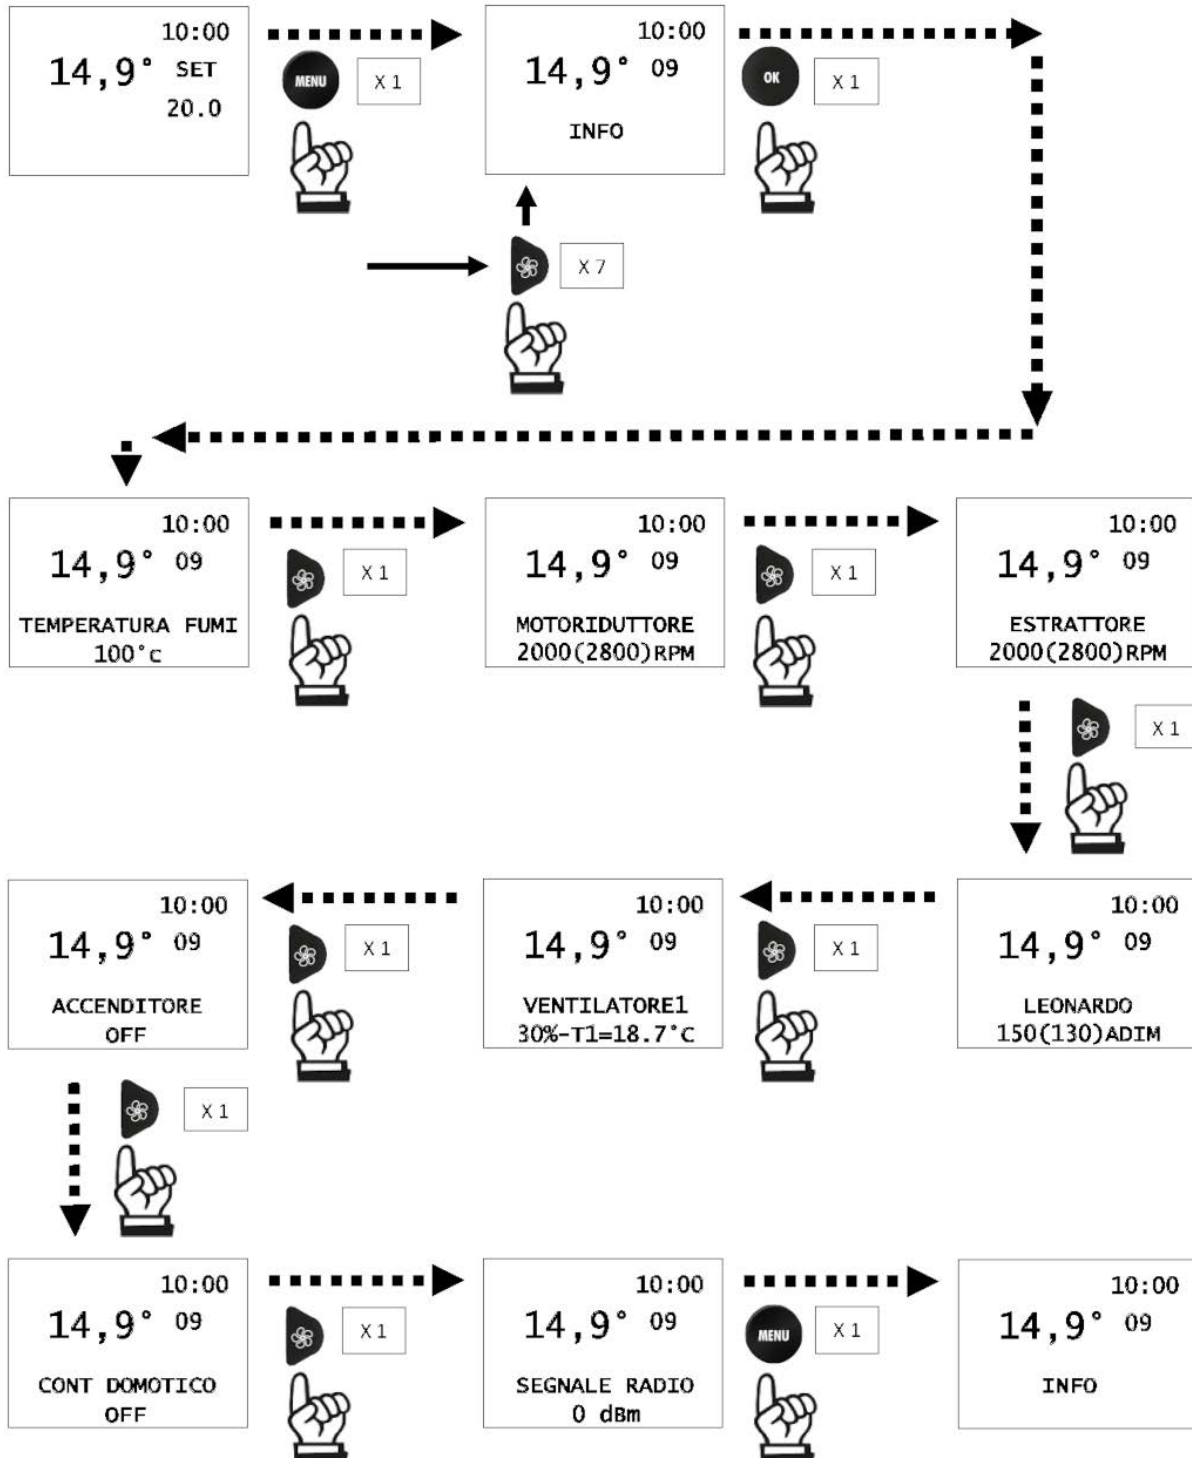 10:00
14,9° SET
20.0
MENU
X 1
10:00
14,9° 09
INFO
OK
X 1
X 7
10:00
14,9° 09
TEMPERATURA FUMI
100°c
X 1
10:00
14,9° 09
MOTORIDUTTORE
2000(2800)RPM
X 1
10:00
14,9° 09
ESTRATTORE
2000(2800)RPM
X 1
10:00
14,9° 09
ACCENDITORE
OFF
X 1
10:00
14,9° 09
VENTILATORE1
30%-T1=18.7°C
X 1
10:00
14,9° 09
LEONARDO
150(130)ADIM
X 1
10:00
14,9° 09
CONT DOMOTICO
OFF
X 1
10:00
14,9° 09
SEGNALE RADIO
0 dBm
MENU
X 1
10:00
14,9° 09
INFO